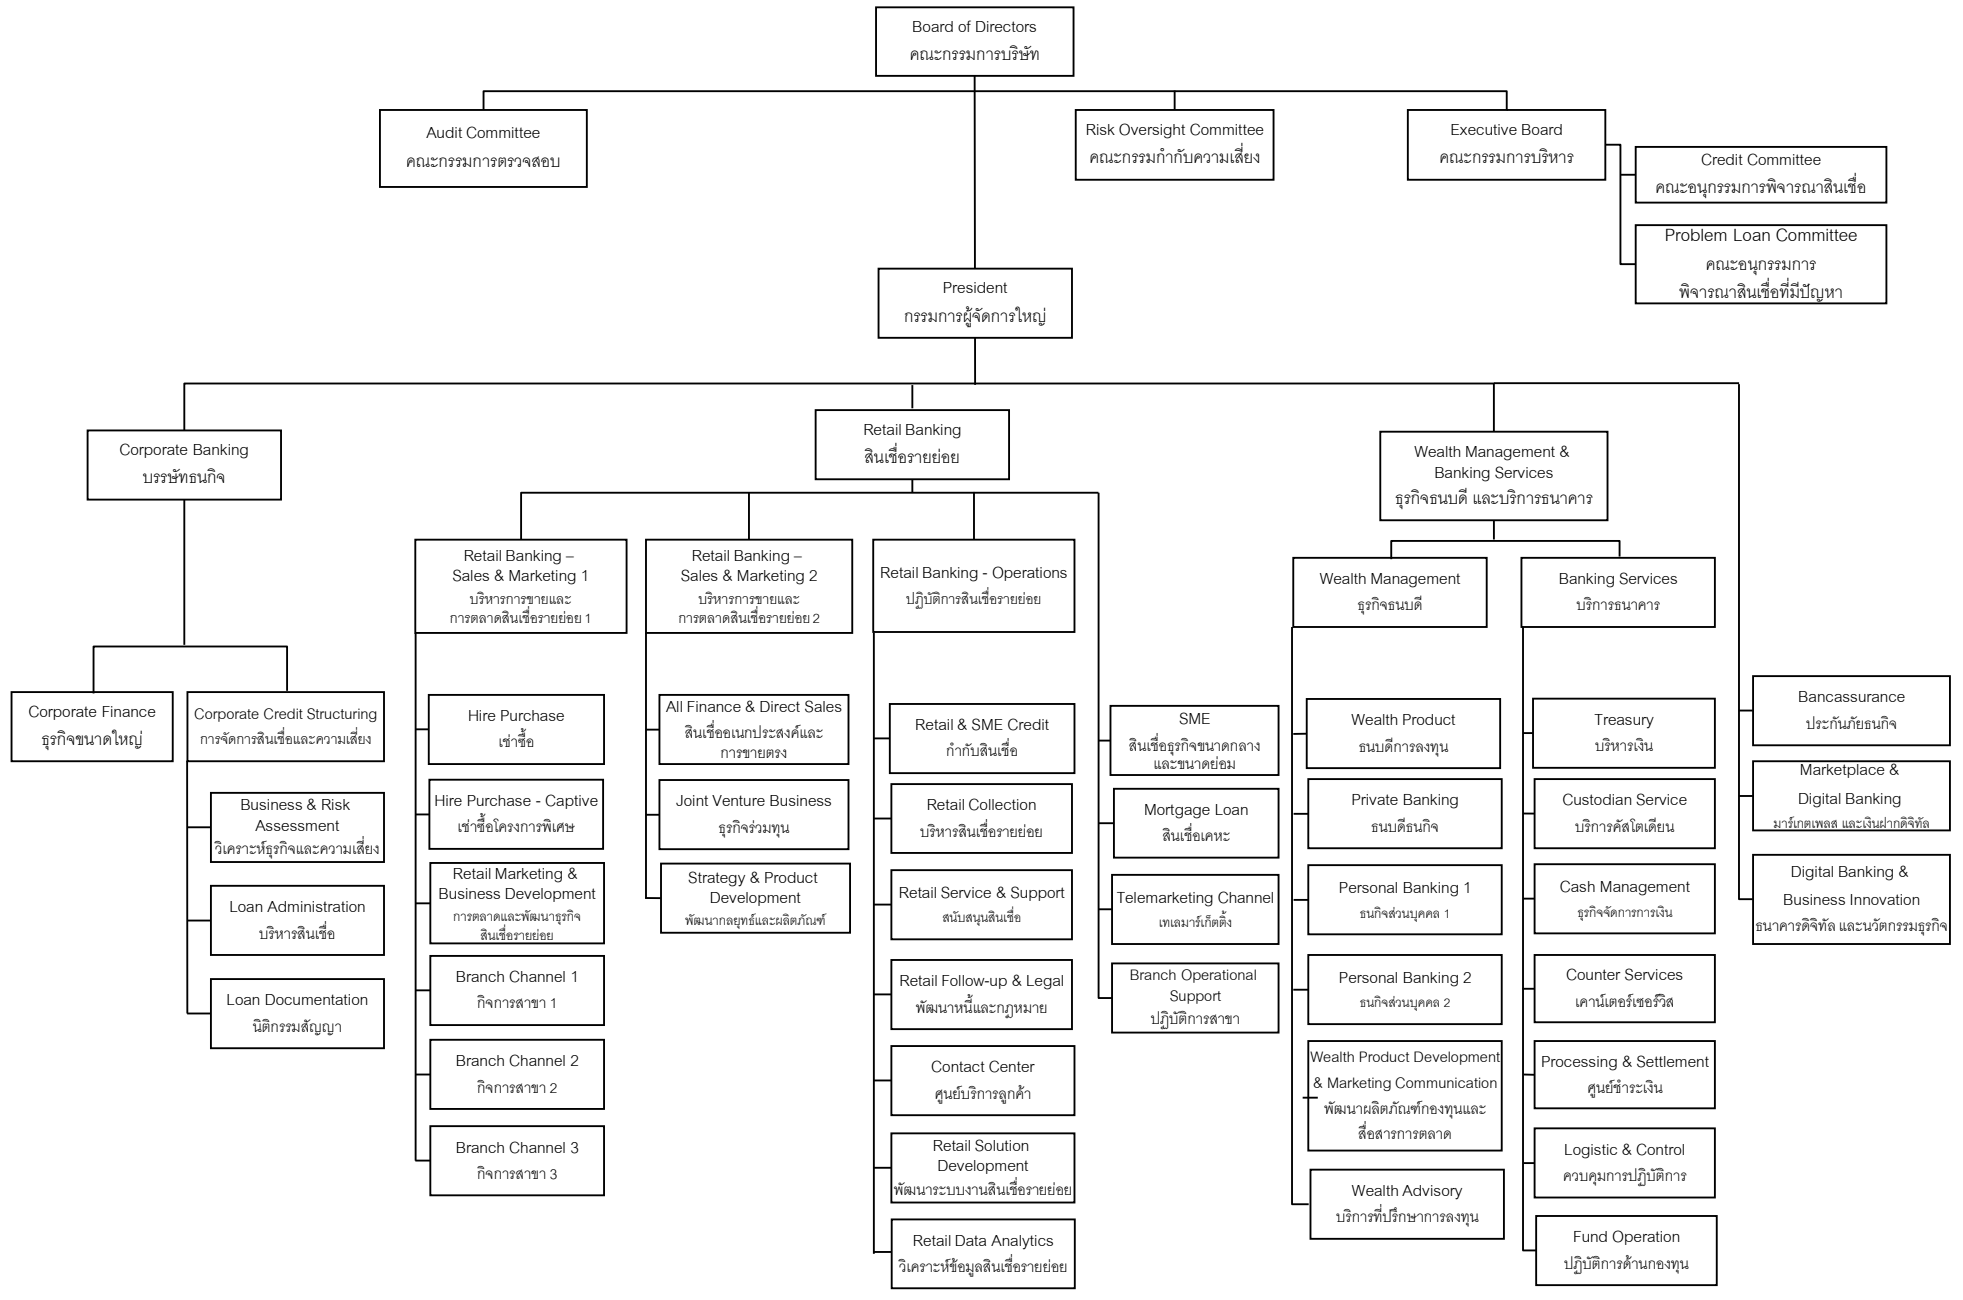 Board of Directors
คณะกรรมการบริษัท
Audit Committee
คณะกรรมการตรวจสอบ
Risk Oversight Committee
คณะกรรมกำกับความเสี่ยง
Executive Board
คณะกรรมการบริหาร
Credit Committee
คณะอนุกรรมการพิจารณาสินเชื่อ
Problem Loan Committee
คณะอนุกรรมการ
พิจารณาสินเชื่อที่มีปัญหา
President
กรรมการผู้จัดการใหญ่
Corporate Banking
บรรษัทธนกิจ
Retail Banking
สินเชื่อรายย่อย
Wealth Management &
Banking Services
ธุรกิจธนบดี และบริการธนาคาร
Corporate Finance
ธุรกิจขนาดใหญ่
Corporate Credit Structuring
การจัดการสินเชื่อและความเสี่ยง
Business & Risk
Assessment
วิเคราะห์ธุรกิจและความเสี่ยง
Loan Administration
บริหารสินเชื่อ
Loan Documentation
นิติกรรมสัญญา
Retail Banking –
Sales & Marketing 1
บริหารการขายและ
การตลาดสินเชื่อรายย่อย 1
Hire Purchase
เช่าซื้อ
Hire Purchase - Captive
เช่าซื้อโครงการพิเศษ
Retail Marketing &
Business Development
การตลาดและพัฒนาธุรกิจ
สินเชื่อรายย่อย
Branch Channel 1
กิจการสาขา 1
Branch Channel 2
กิจการสาขา 2
Branch Channel 3
กิจการสาขา 3
Retail Banking –
Sales & Marketing 2
บริหารการขายและ
การตลาดสินเชื่อรายย่อย 2
All Finance & Direct Sales
สินเชื่ออเนกประสงค์และ
การขายตรง
Joint Venture Business
ธุรกิจร่วมทุน
Strategy & Product
Development
พัฒนากลยุทธ์และผลิตภัณฑ์
Retail Banking - Operations
ปฏิบัติการสินเชื่อรายย่อย
Retail & SME Credit
กำกับสินเชื่อ
Retail Collection
บริหารสินเชื่อรายย่อย
Retail Service & Support
สนับสนุนสินเชื่อ
Retail Follow-up & Legal
พัฒนาหนี้และกฎหมาย
Contact Center
ศูนย์บริการลูกค้า
Retail Solution
Development
พัฒนาระบบงานสินเชื่อรายย่อย
Retail Data Analytics
วิเคราะห์ข้อมูลสินเชื่อรายย่อย
SME
สินเชื่อธุรกิจขนาดกลาง
และขนาดย่อม
Mortgage Loan
สินเชื่อเคหะ
Telemarketing Channel
เทเลมาร์เก็ตติ้ง
Branch Operational
Support
ปฏิบัติการสาขา
Wealth Management
ธุรกิจธนบดี
Wealth Product
ธนบดีการลงทุน
Private Banking
ธนบดีธนกิจ
Personal Banking 1
ธนกิจส่วนบุคคล 1
Personal Banking 2
ธนกิจส่วนบุคคล 2
Wealth Product Development
& Marketing Communication
พัฒนาผลิตภัณฑ์กองทุนและ
สื่อสารการตลาด
Wealth Advisory
บริการที่ปรึกษาการลงทุน
Banking Services
บริการธนาคาร
Treasury
บริหารเงิน
Custodian Service
บริการคัสโตเดียน
Cash Management
ธุรกิจจัดการการเงิน
Counter Services
เคาน์เตอร์เซอร์วิส
Processing & Settlement
ศูนย์ชำระเงิน
Logistic & Control
ควบคุมการปฏิบัติการ
Fund Operation
ปฏิบัติการด้านกองทุน
Bancassurance
ประกันภัยธนกิจ
Marketplace &
Digital Banking
มาร์เกตเพลส และเงินฝากดิจิทัล
Digital Banking &
Business Innovation
ธนาคารดิจิทัล และนวัตกรรมธุรกิจ